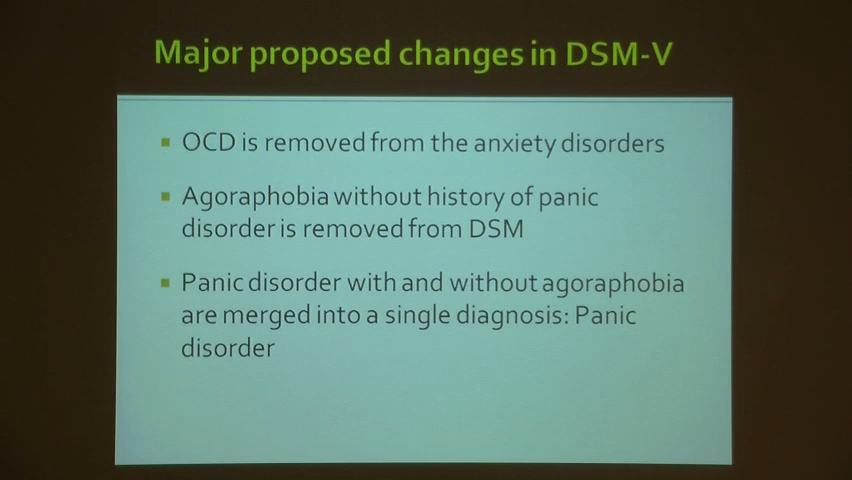 Major proposed changes in DSM-V
▪ OCD is removed from the anxiety disorders
▪ Agoraphobia without history of panic
disorder is removed from DSM
▪ Panic disorder with and without agoraphobia
are merged into a single diagnosis: Panic
disorder